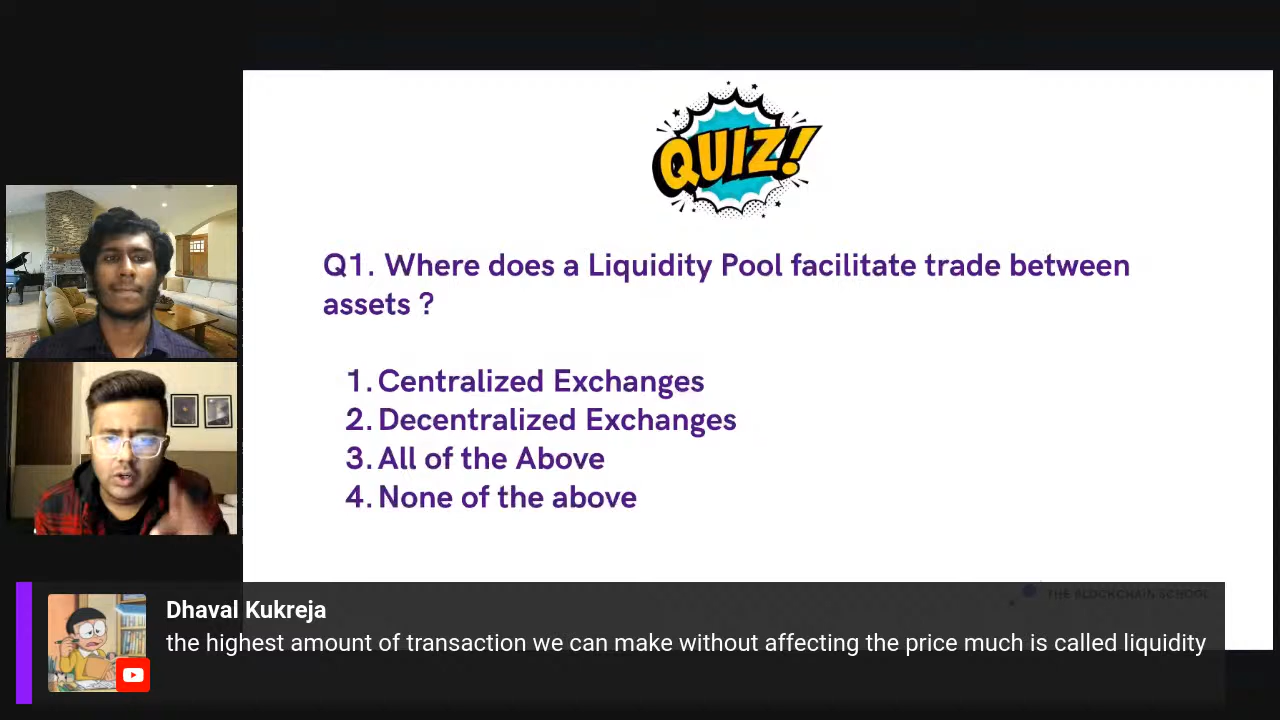 QUIZ!
Q1. Where does a Liquidity Pool facilitate trade between
assets ?
1. Centralized Exchanges
2. Decentralized Exchanges
3. All of the Above
4. None of the above
THE BLOCKCHAIN SCHOOL
Dhaval Kukreja
the highest amount of transaction we can make without affecting the price much is called liquidity